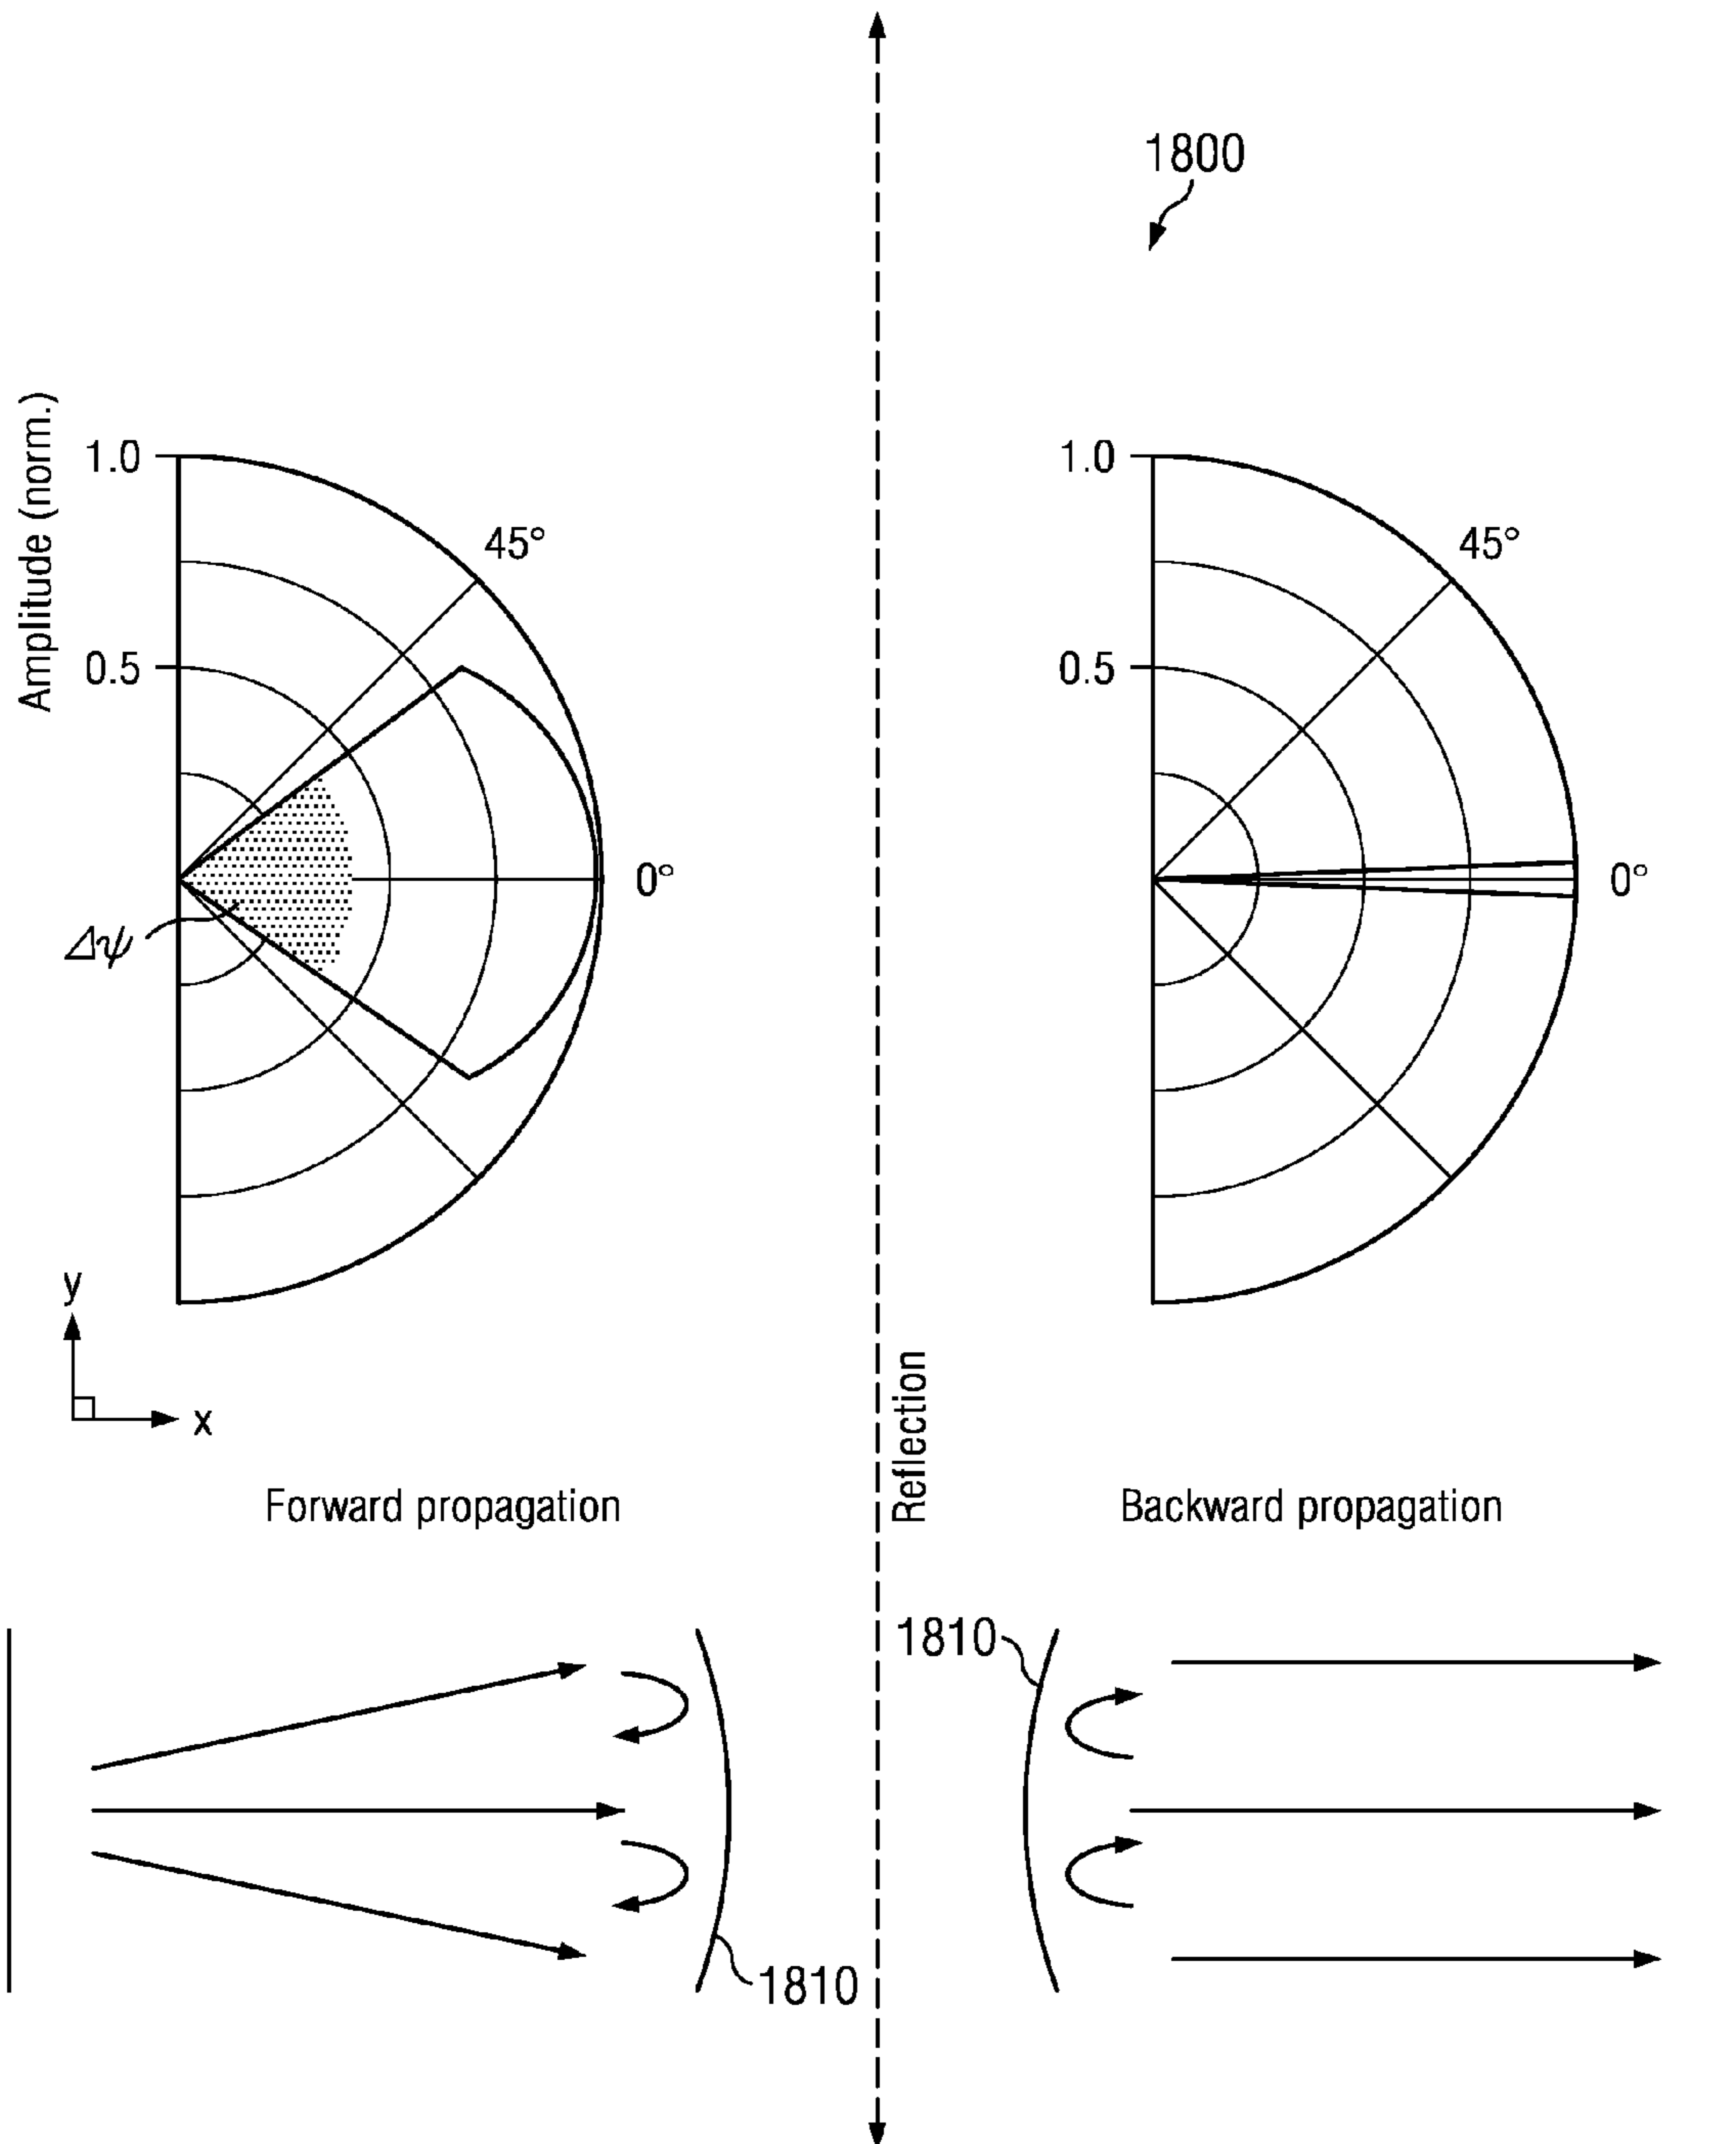 1800
Amplitude (norm.)
1.0
45°
0.5
0°
Δψ
1.0
45°
0.5
0°
y
x
Reflection
Forward propagation
Backward propagation
1810
1810